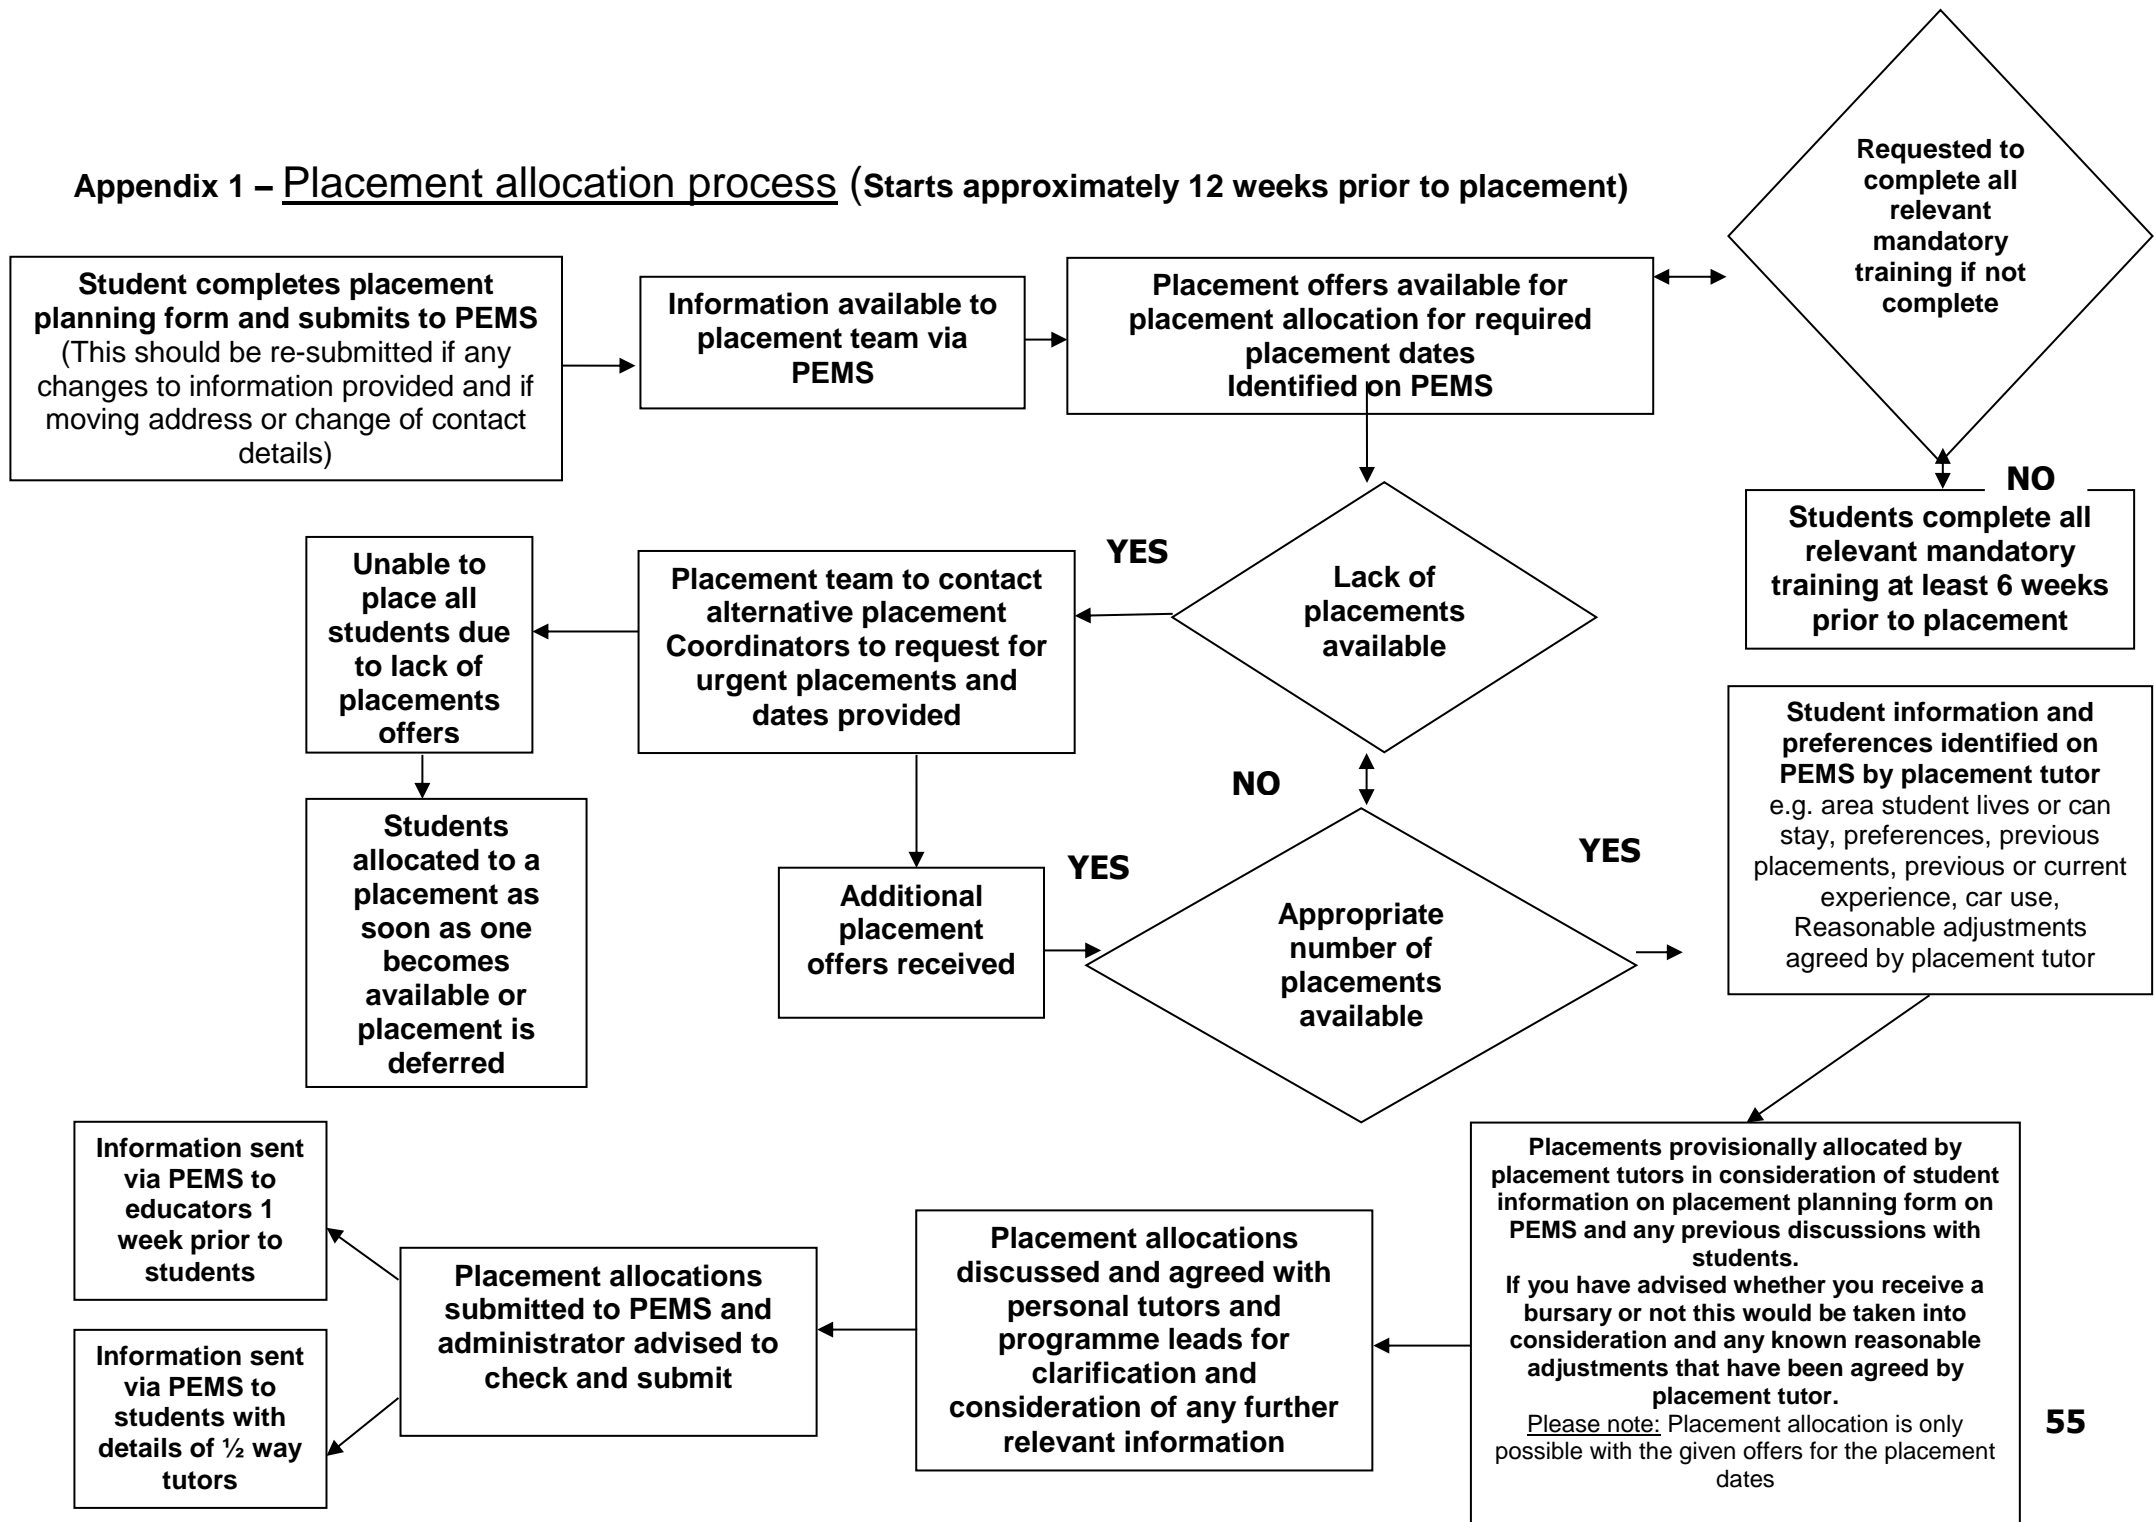 Appendix 1 – Placement allocation process (Starts approximately 12 weeks prior to placement)
Student completes placement
planning form and submits to PEMS
(This should be re-submitted if any
changes to information provided and if
moving address or change of contact
details)
Information available to
placement team via
PEMS
Placement offers available for
placement allocation for required
placement dates
Identified on PEMS
Requested to
complete all
relevant
mandatory
training if not
complete
NO
Students complete all
relevant mandatory
training at least 6 weeks
prior to placement
Lack of
placements
available
YES
Placement team to contact
alternative placement
Coordinators to request for
urgent placements and
dates provided
Unable to
place all
students due
to lack of
placements
offers
Students
allocated to a
placement as
soon as one
becomes
available or
placement is
deferred
Additional
placement
offers received
YES
NO
Appropriate
number of
placements
available
YES
Student information and
preferences identified on
PEMS by placement tutor
e.g. area student lives or can
stay, preferences, previous
placements, previous or current
experience, car use,
Reasonable adjustments
agreed by placement tutor
Placements provisionally allocated by
placement tutors in consideration of student
information on placement planning form on
PEMS and any previous discussions with
students.
If you have advised whether you receive a
bursary or not this would be taken into
consideration and any known reasonable
adjustments that have been agreed by
placement tutor.
Please note: Placement allocation is only
possible with the given offers for the placement
dates
Placement allocations
discussed and agreed with
personal tutors and
programme leads for
clarification and
consideration of any further
relevant information
Placement allocations
submitted to PEMS and
administrator advised to
check and submit
Information sent
via PEMS to
educators 1
week prior to
students
Information sent
via PEMS to
students with
details of ½ way
tutors
55